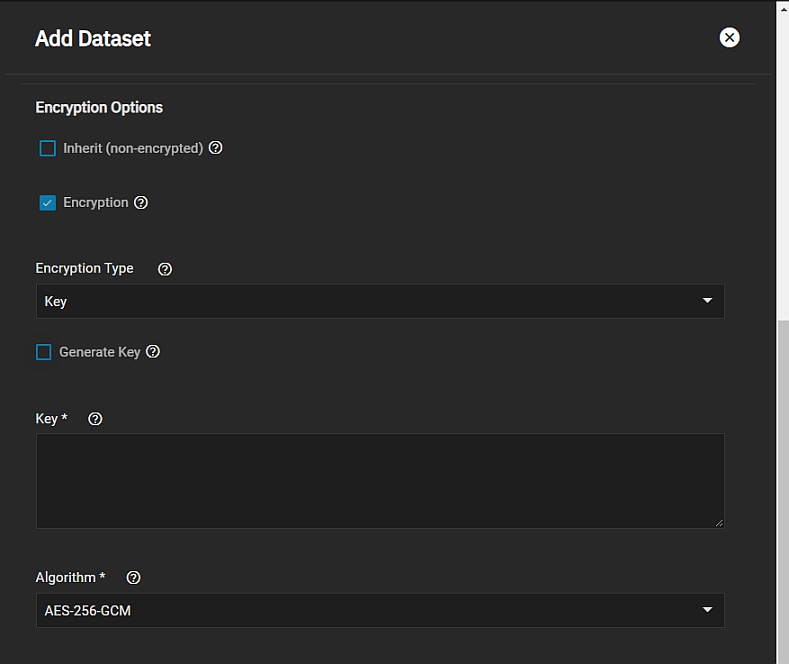 Add Dataset
Encryption Options
Inherit (non-encrypted)
Encryption
Encryption Type
Key
Generate Key
Key *
Algorithm *
AES-256-GCM